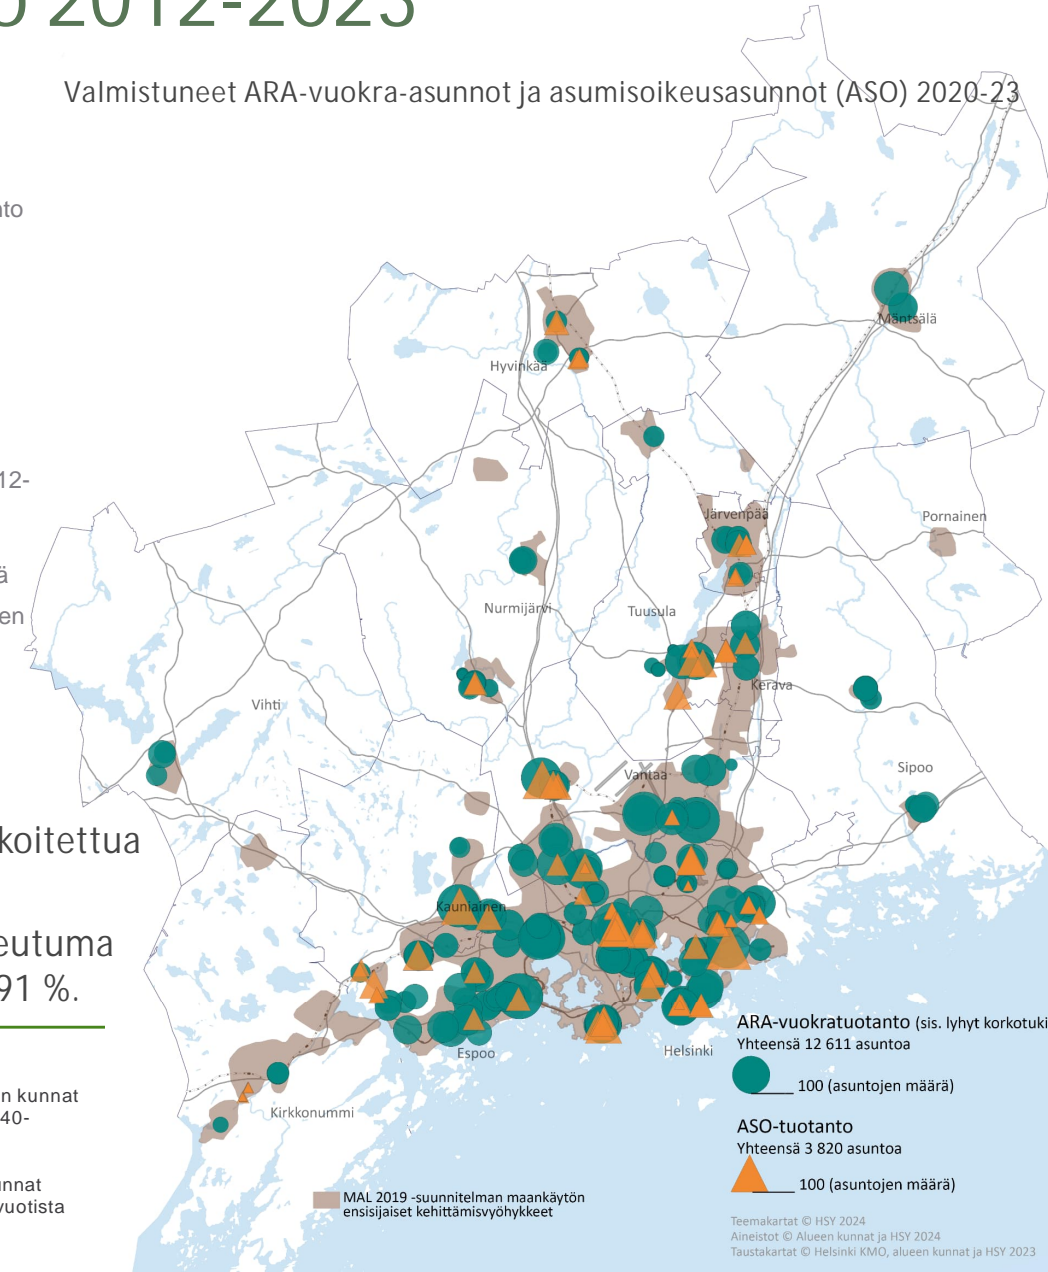 2012-2023
Valmistuneet ARA-vuokra-asunnot ja asumisoikeusasunnot (ASO) 2020-23
nto
12-
ä
en
koitettua
eutuma
91 %.
n kunnat
40-
nnat
vuotista
Mäntsälä
Hyvinkää
Järvenpää
Pornainen
Nurmijärvi
Tuusula
Kerava
Vihti
Vantaa
Sipoo
Kauniainen
Espoo
Helsinki
Kirkkonummi
ARA-vuokratuotanto (sis. lyhyt korkotuki
Yhteensä 12 611 asuntoa
100 (asuntojen määrä)
ASO-tuotanto
Yhteensä 3 820 asuntoa
100 (asuntojen määrä)
MAL 2019 -suunnitelman maankäytön
ensisijaiset kehittämisvyöhykkeet
Teemakartat © HSY 2024
Aineistot © Alueen kunnat ja HSY 2024
Taustakartat © Helsinki KMO, alueen kunnat ja HSY 2023